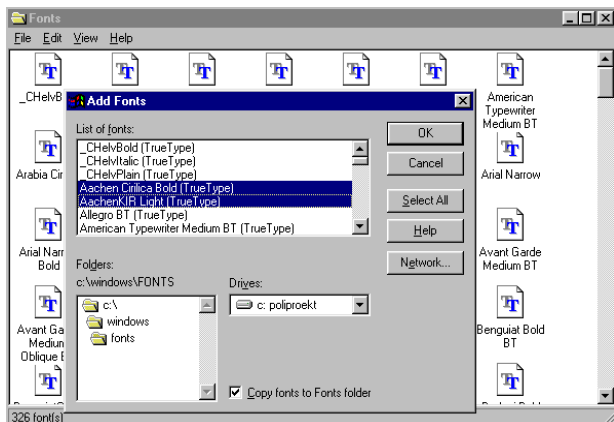 Fonts
File Edit View Help
_CHelvB
American
Typewriter
Medium BT
Add Fonts
List of fonts:
_CHelvBold (TrueType)
_CHelvItalic (TrueType)
_CHelvPlain (TrueType)
Aachen Cirilica Bold (TrueType)
AachenKIR Light (TrueType)
Allegro BT (TrueType)
American Typewriter Medium BT (TrueType)
OK
Cancel
Select All
Help
Network...
Arabia Cir
Arial Narrow
Arial Narr
Bold
Avant Garde
Medium BT
Folders:
c:\windows\FONTS
c:\
windows
fonts
Drives:
c: poliproekt
Copy fonts to Fonts folder
Avant Ga
Medium
Oblique B
Benguiat Bold
BT
326 font(s)